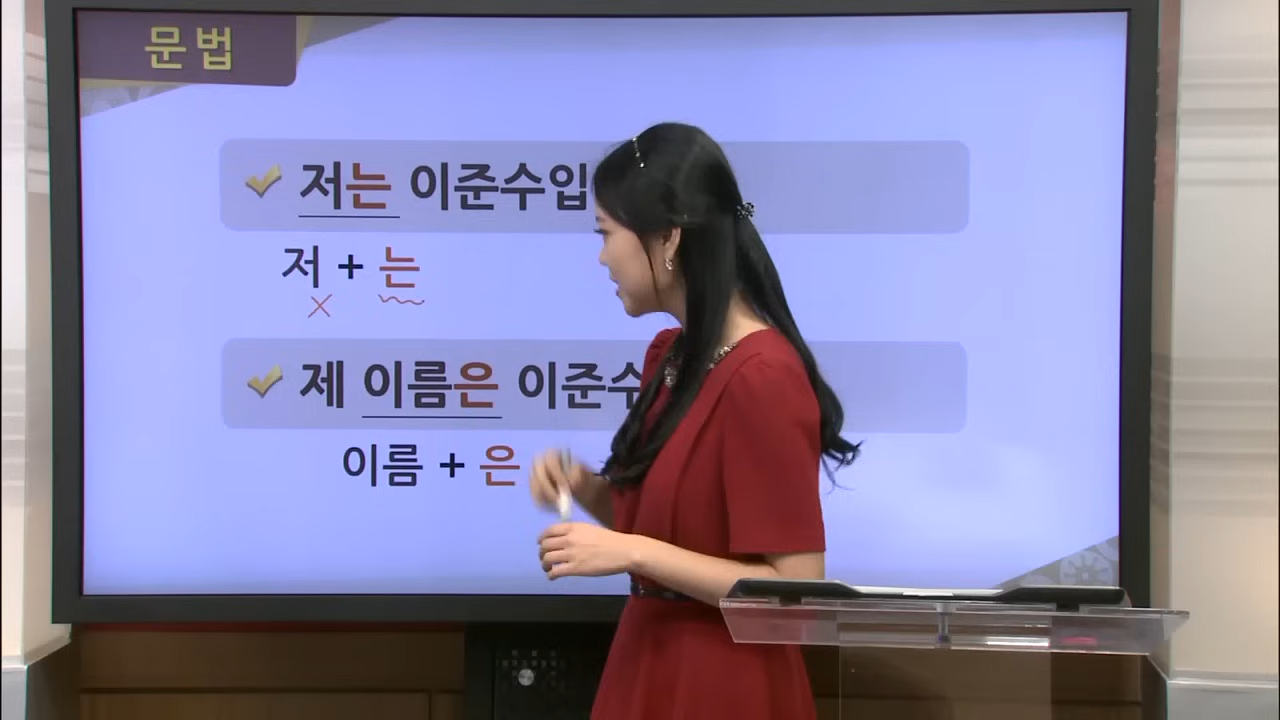 문법
저는 이준수입
저 + 는
제 이름은 이준수
이름 + 은